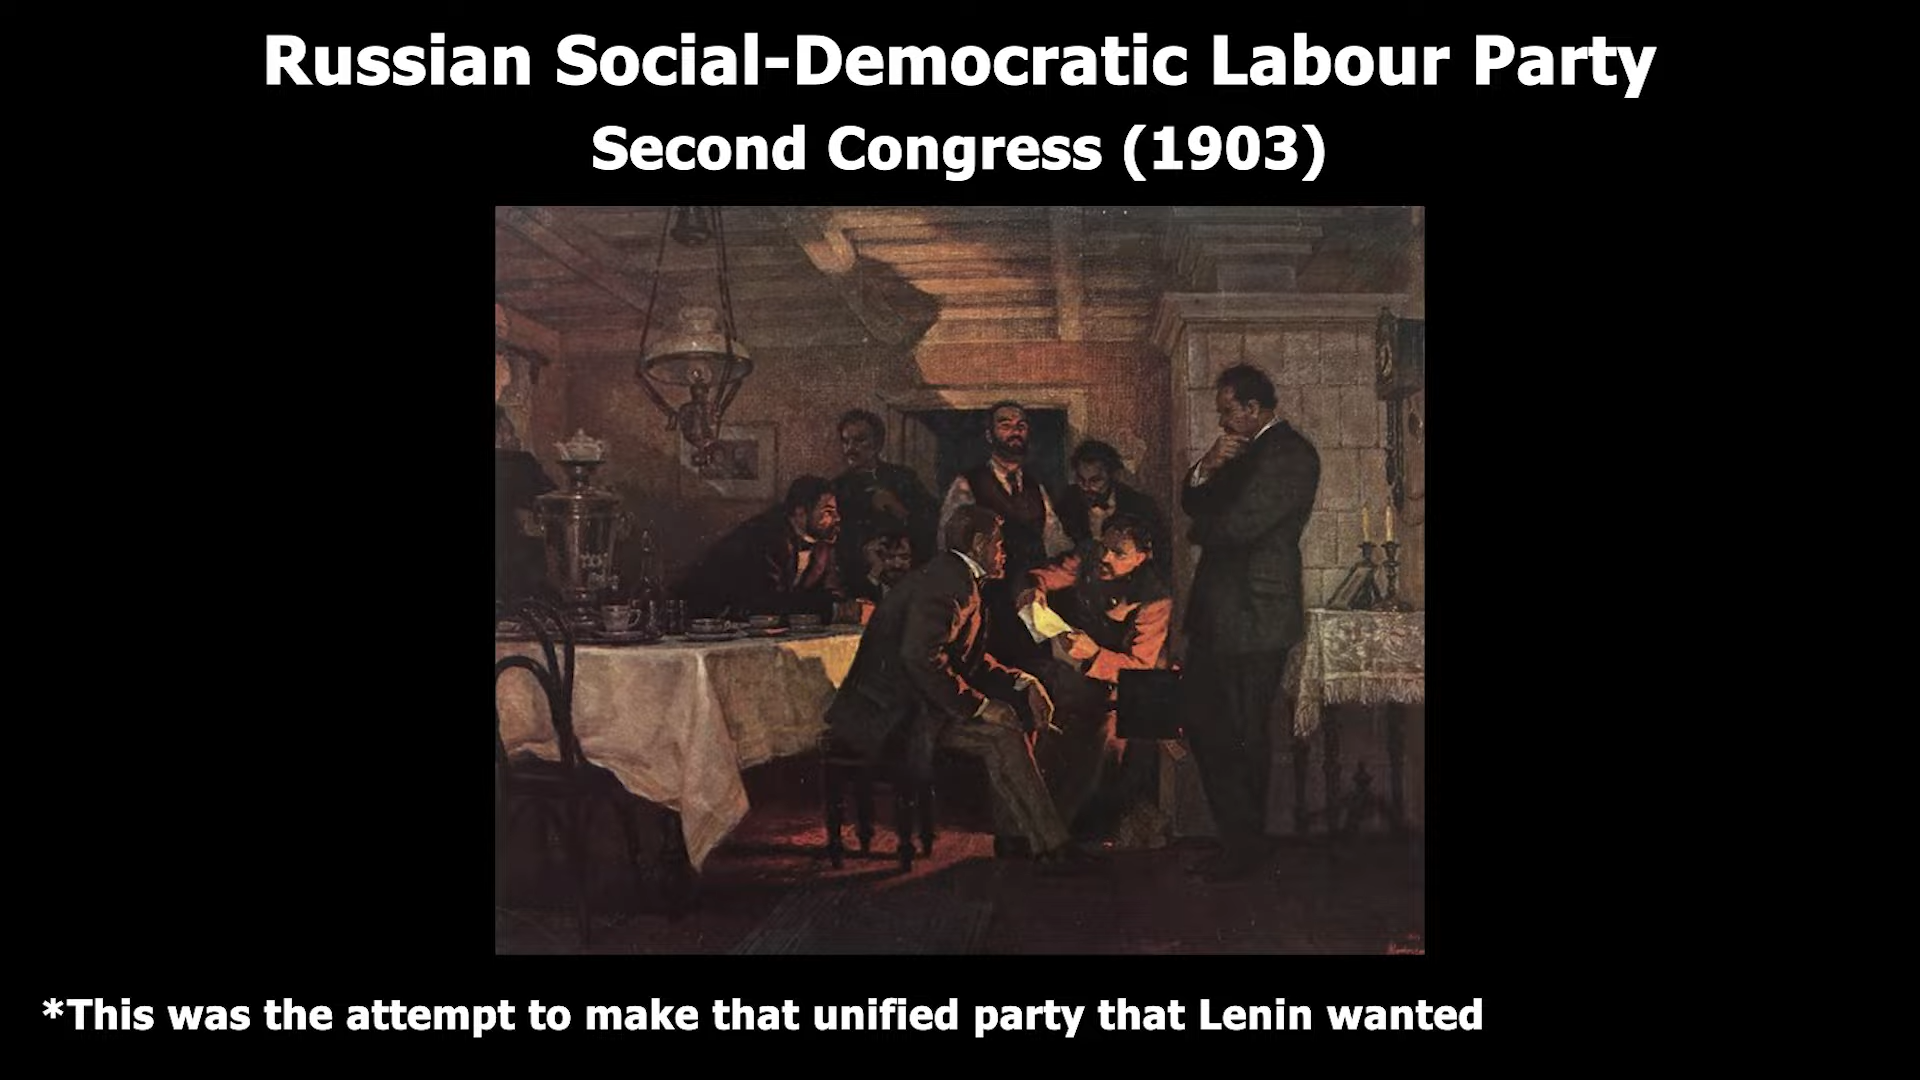 Russian Social-Democratic Labour Party
Second Congress (1903)
*This was the attempt to make that unified party that Lenin wanted